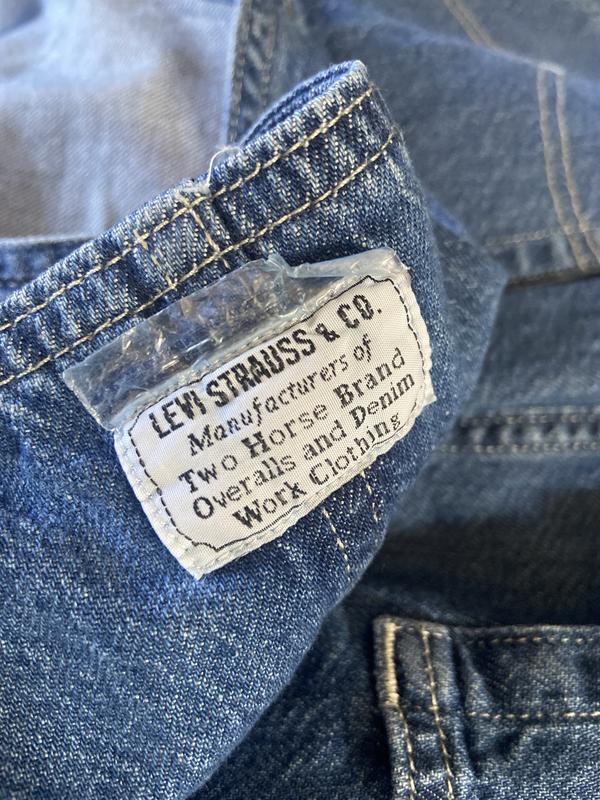 LEVI STRAUSS & CO.
Manufacturers of
Two Horse Brand
Overalls and Denim
Work Clothing